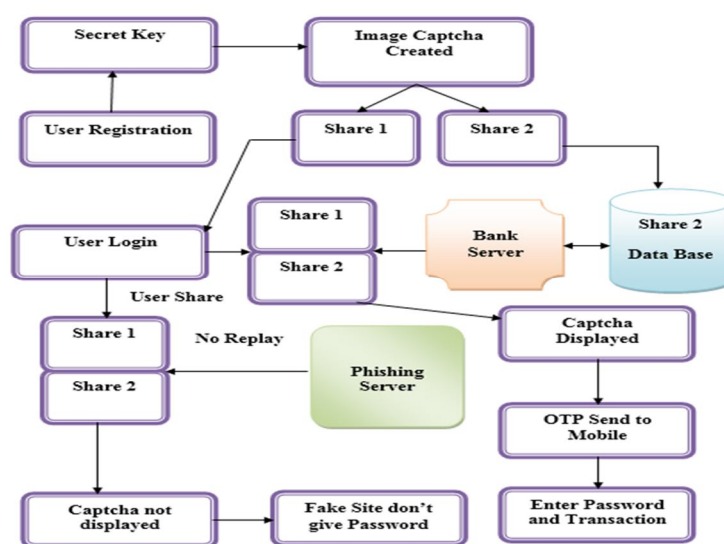 Secret Key
Image Captcha
Created
User Registration
Share 1
Share 2
User Login
Share 1
Share 2
Bank
Server
Share 2
Data Base
User Share
Share 1
Share 2
No Replay
Phishing
Server
Captcha
Displayed
OTP Send to
Mobile
Captcha not
displayed
Fake Site don't
give Password
Enter Password
and Transaction